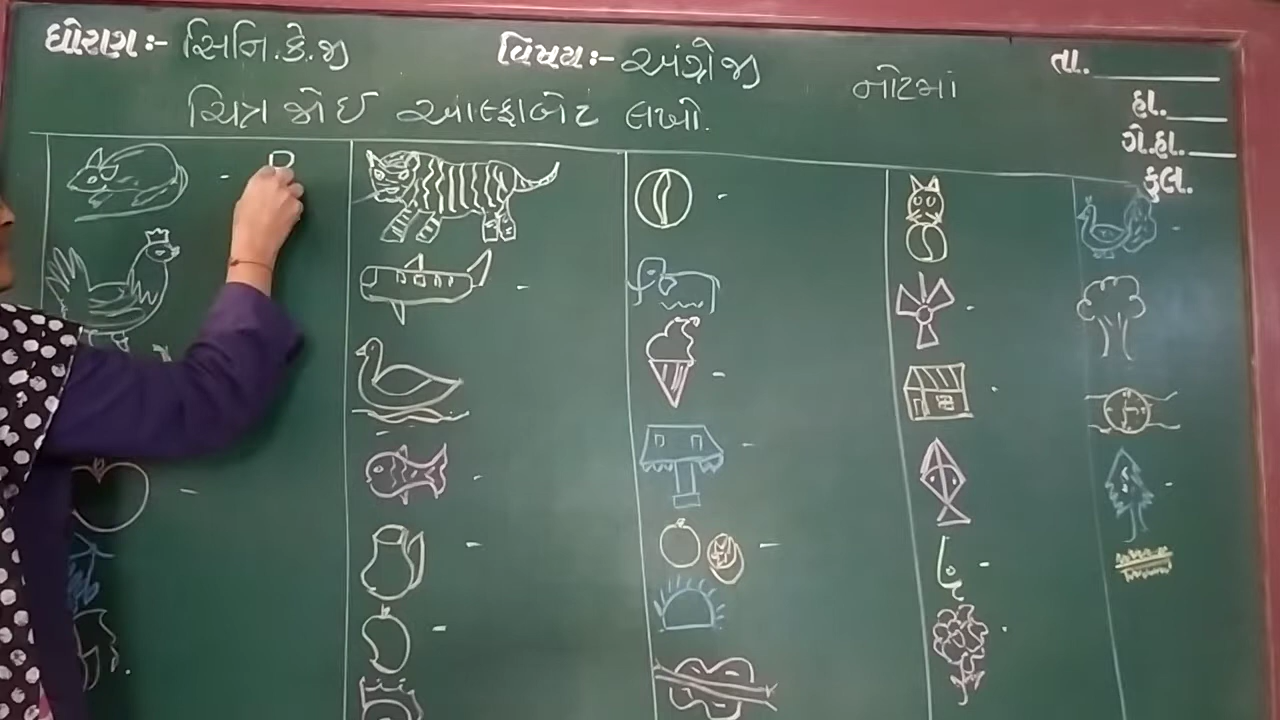 ધોરણ:- સિનિ.કે.જી વિષય:- અંગ્રેજી નોટમાં તા.
હા.
ચિત્ર જોઈ આલ્ફાબેટ લખો.
ગે.હા.
કુલ.